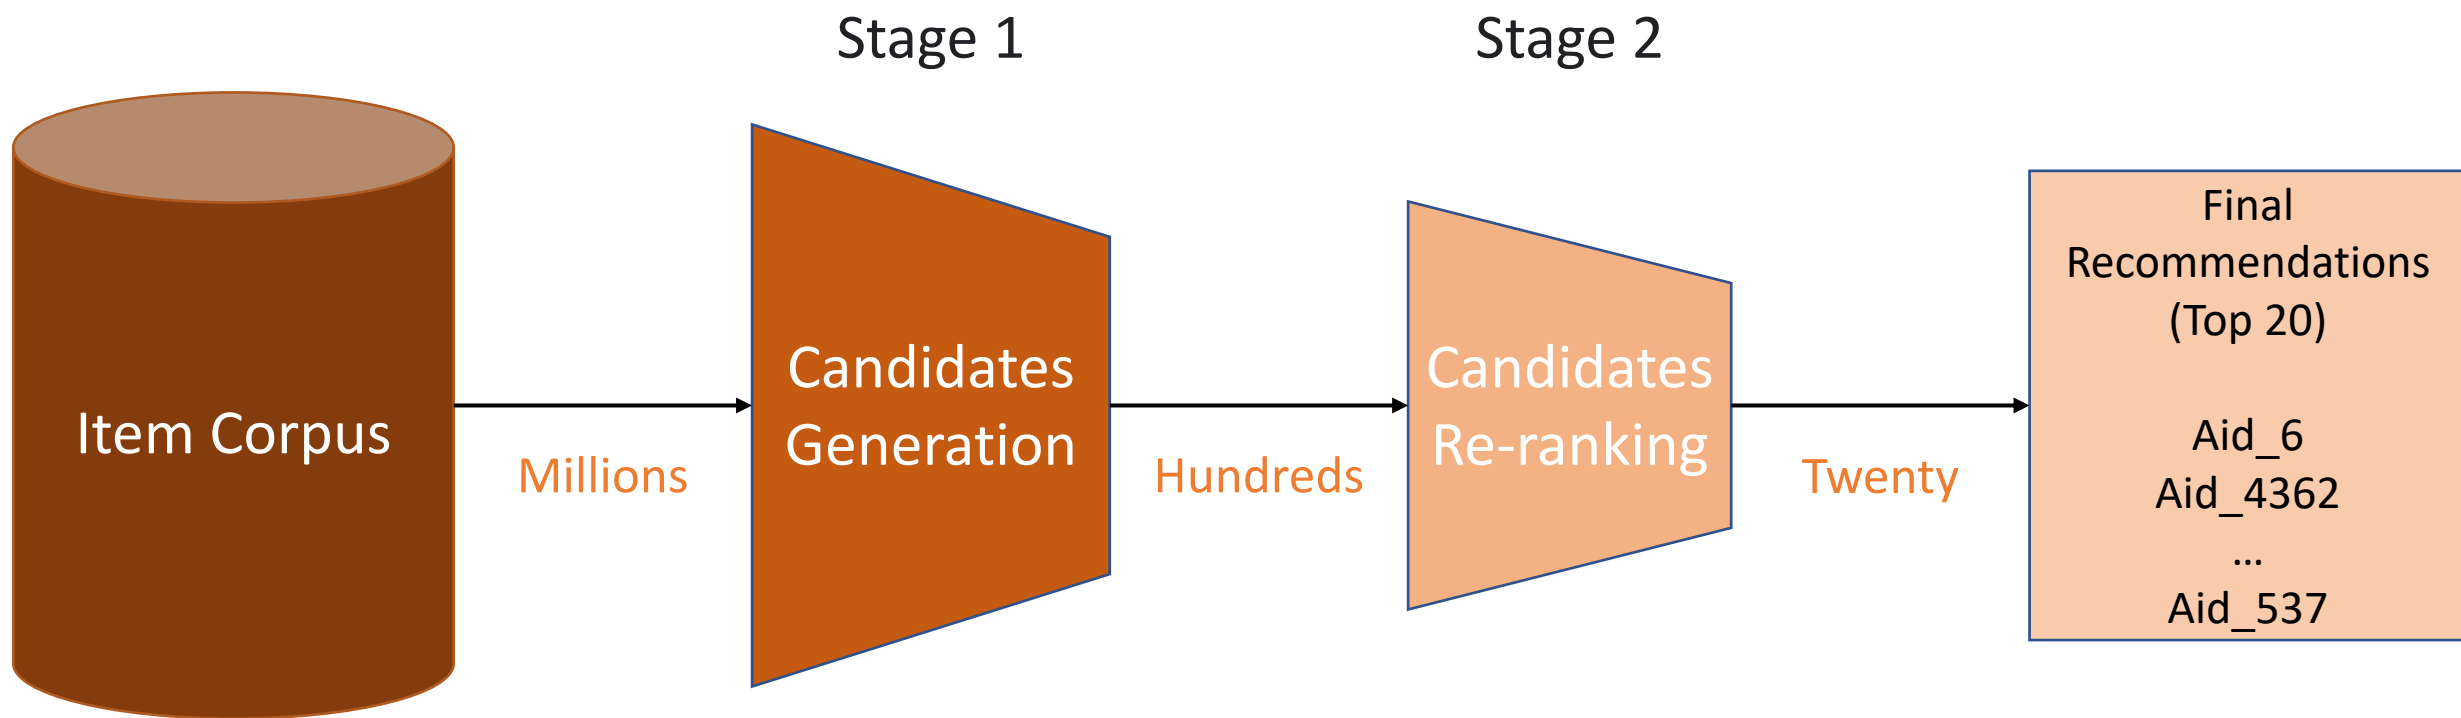 Stage 1
Stage 2
Item Corpus
Millions
Candidates
Generation
Hundreds
Candidates
Re-ranking
Twenty
Final
Recommendations
(Top 20)
Aid_6
Aid_4362
...
Aid_537